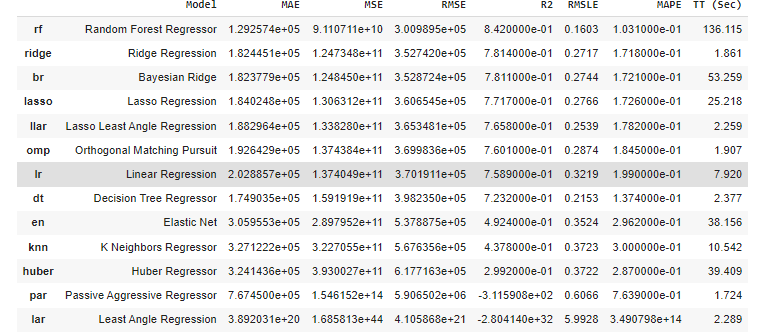 Model MAE MSE RMSE R2 RMSLE MAPE TT (Sec)
rf Random Forest Regressor 1.292574e+05 9.110711e+10 3.009895e+05 8.420000e-01 0.1603 1.031000e-01 136.115
ridge Ridge Regression 1.824451e+05 1.247348e+11 3.527420e+05 7.814000e-01 0.2717 1.718000e-01 1.861
br Bayesian Ridge 1.823779e+05 1.248450e+11 3.528724e+05 7.811000e-01 0.2744 1.721000e-01 53.259
lasso Lasso Regression 1.840248e+05 1.306312e+11 3.606545e+05 7.717000e-01 0.2766 1.726000e-01 25.218
llar Lasso Least Angle Regression 1.882964e+05 1.338280e+11 3.653481e+05 7.658000e-01 0.2539 1.782000e-01 2.259
omp Orthogonal Matching Pursuit 1.926429e+05 1.374384e+11 3.699836e+05 7.601000e-01 0.2874 1.845000e-01 1.907
lr Linear Regression 2.028857e+05 1.374049e+11 3.701911e+05 7.589000e-01 0.3219 1.990000e-01 7.920
dt Decision Tree Regressor 1.749035e+05 1.591919e+11 3.982350e+05 7.232000e-01 0.2153 1.374000e-01 2.377
en Elastic Net 3.059553e+05 2.897952e+11 5.378875e+05 4.924000e-01 0.3524 2.962000e-01 38.156
knn K Neighbors Regressor 3.271222e+05 3.227055e+11 5.676356e+05 4.378000e-01 0.3723 3.000000e-01 10.542
huber Huber Regressor 3.241436e+05 3.930027e+11 6.177163e+05 2.992000e-01 0.3722 2.870000e-01 39.409
par Passive Aggressive Regressor 7.674500e+05 1.546152e+14 5.906502e+06 -3.115908e+02 0.6066 7.639000e-01 1.724
lar Least Angle Regression 3.892031e+20 1.685813e+44 4.105868e+21 -2.804140e+32 5.9928 3.490798e+14 2.289